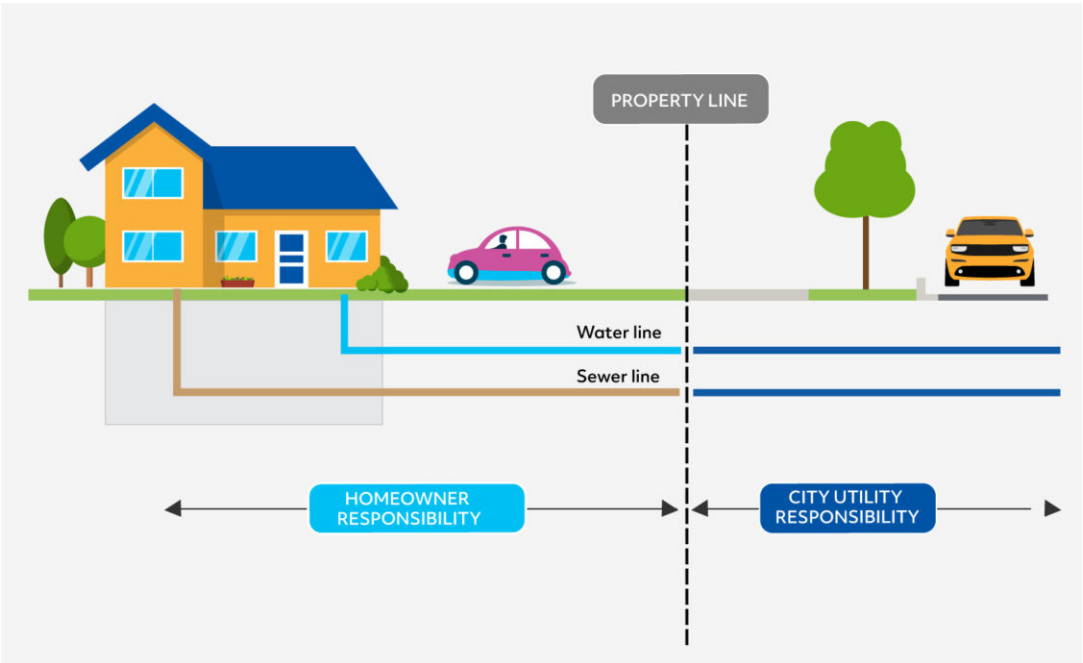 PROPERTY LINE
Water line
Sewer line
HOMEOWNER
RESPONSIBILITY
CITY UTILITY
RESPONSIBILITY